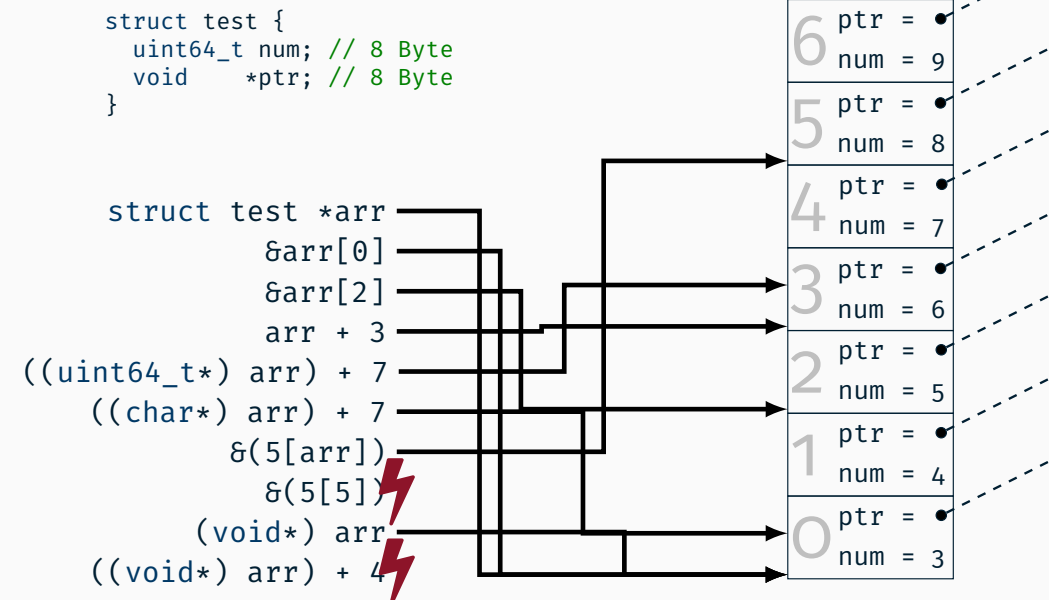 struct test {
uint64_t num; // 8 Byte
void    *ptr; // 8 Byte
}
struct test *arr
&arr[0]
&arr[2]
arr + 3
((uint64_t*) arr) + 7
((char*) arr) + 7
&(5[arr])
&(5[5])
(void*) arr
((void*) arr) + 4
6
ptr =
num = 9
5
ptr =
num = 8
4
ptr =
num = 7
3
ptr =
num = 6
2
ptr =
num = 5
1
ptr =
num = 4
0
ptr =
num = 3